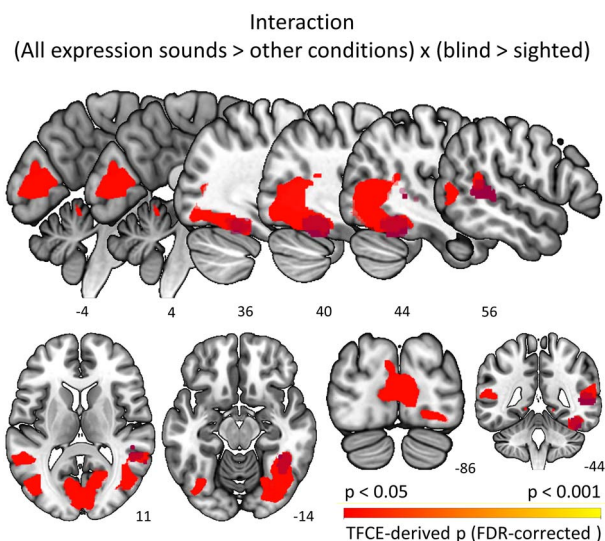 Interaction
(All expression sounds > other conditions) x (blind > sighted)
-4 4 36 40 44 56
11 -14 -86 -44
p < 0.05 p < 0.001
TFCE-derived p (FDR-corrected )